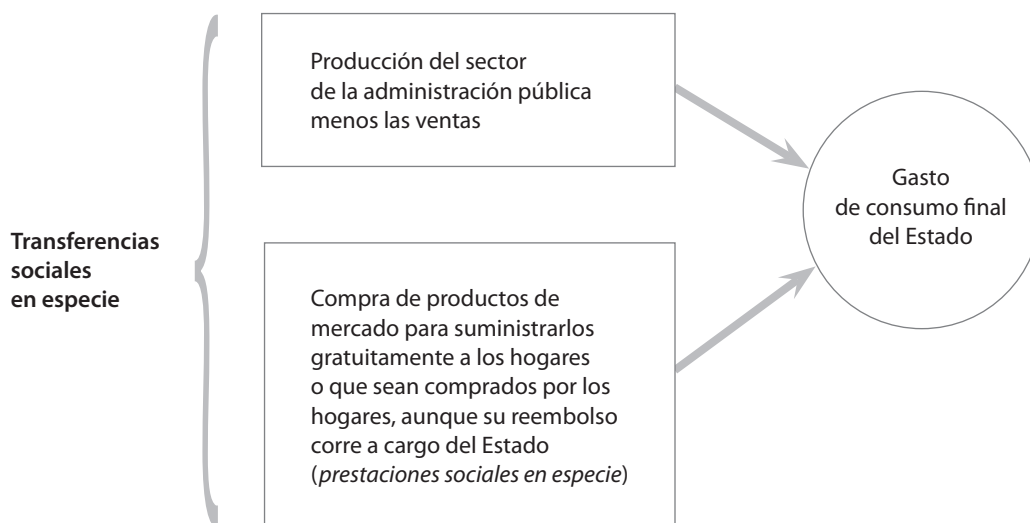 Transferencias
sociales
en especie
Producción del sector
de la administración pública
menos las ventas
Compra de productos de
mercado para suministrarlos
gratuitamente a los hogares
o que sean comprados por los
hogares, aunque su reembolso
corre a cargo del Estado
(prestaciones sociales en especie)
Gasto
de consumo final
del Estado